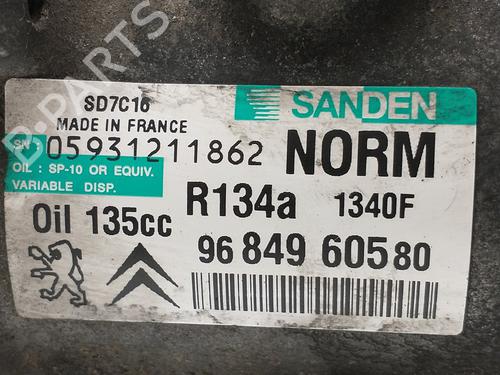 B-PARTS
SD7C16
SANDEN
MADE IN FRANCE
SN : 05931211862
NORM
OIL : SP-10 OR EQUIV.
VARIABLE DISP.
R134a 1340F
Oil 135cc
96 849 605 80